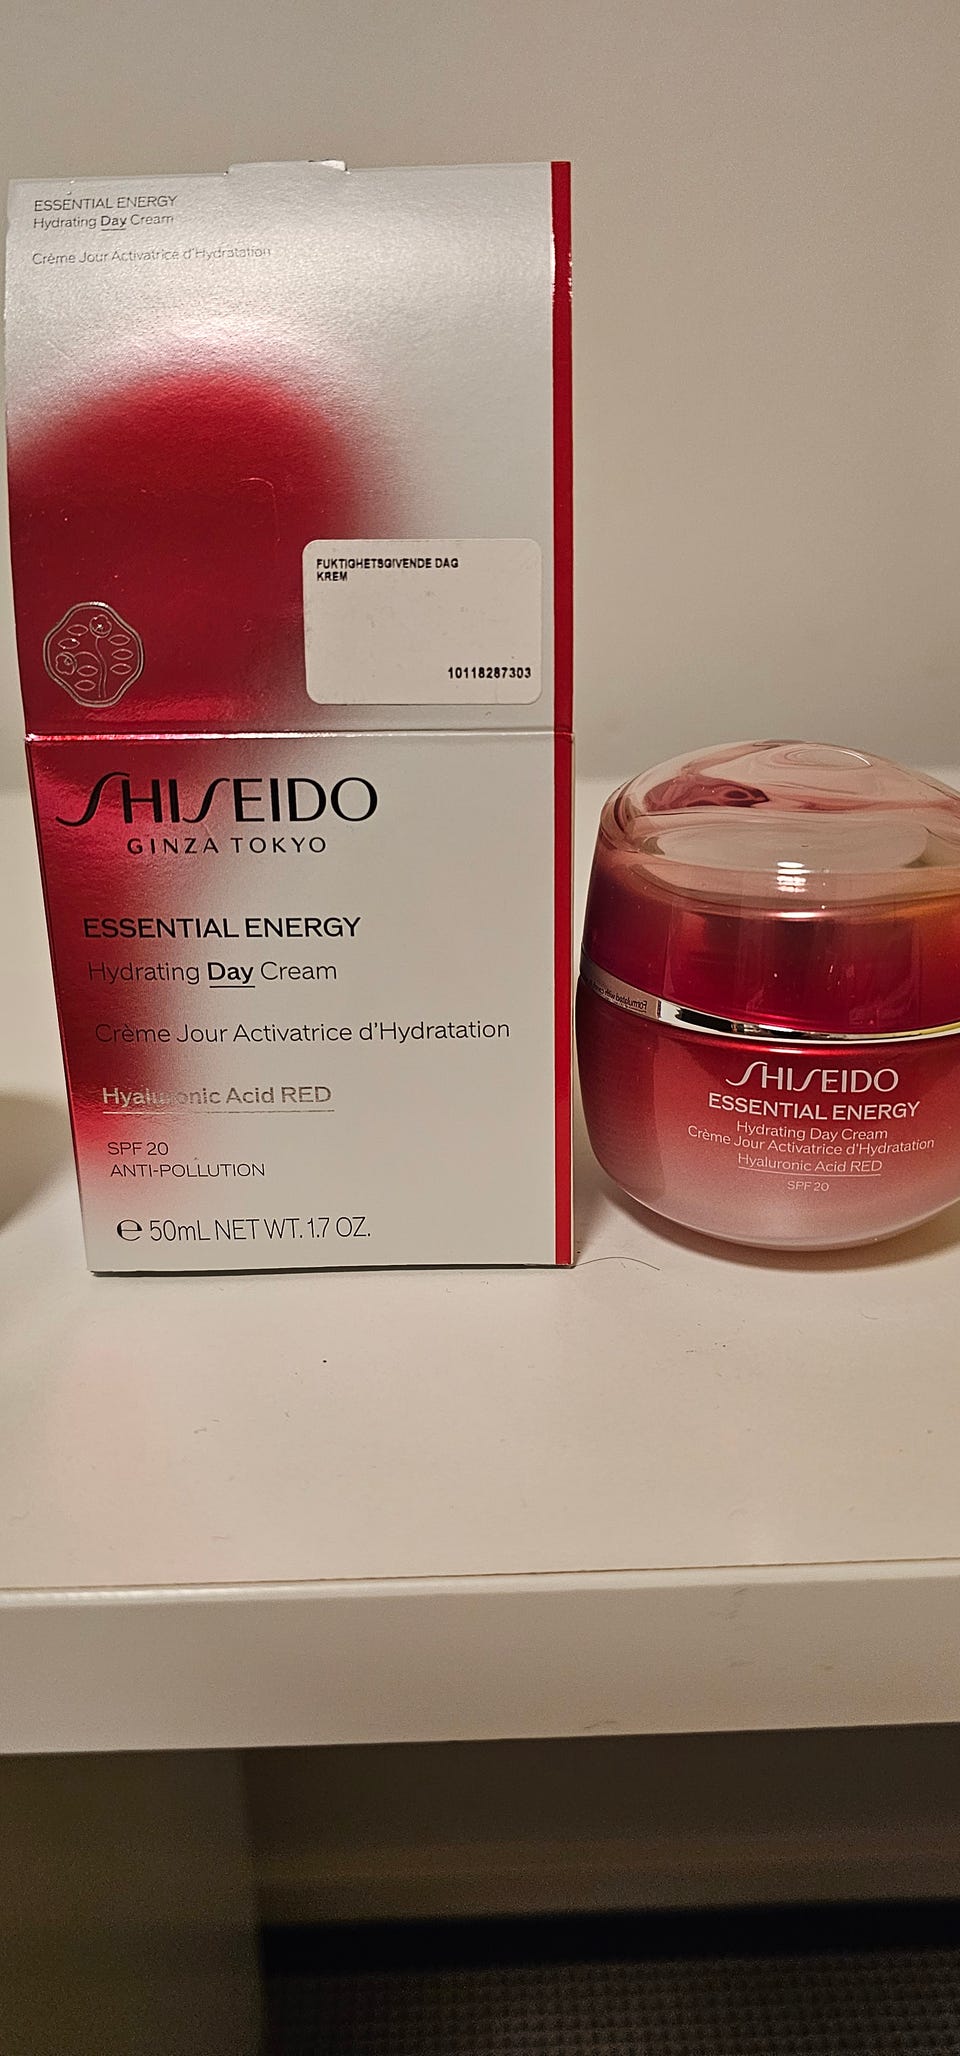 ESSENTIAL ENERGY
Hydrating Day Cream
Crème Jour Activatrice d'Hydratation
FUKTIGHETSGIVENDE DAG
KREM
10118287303
SHISEIDO
GINZA TOKYO
ESSENTIAL ENERGY
Hydrating Day Cream
Crème Jour Activatrice d'Hydratation
Hyaluronic Acid RED
SPF 20
ANTI-POLLUTION
℮ 50mL NET WT. 1.7 OZ.
SHISEIDO
ESSENTIAL ENERGY
Hydrating Day Cream
Crème Jour Activatrice d'Hydratation
Hyaluronic Acid RED
SPF 20